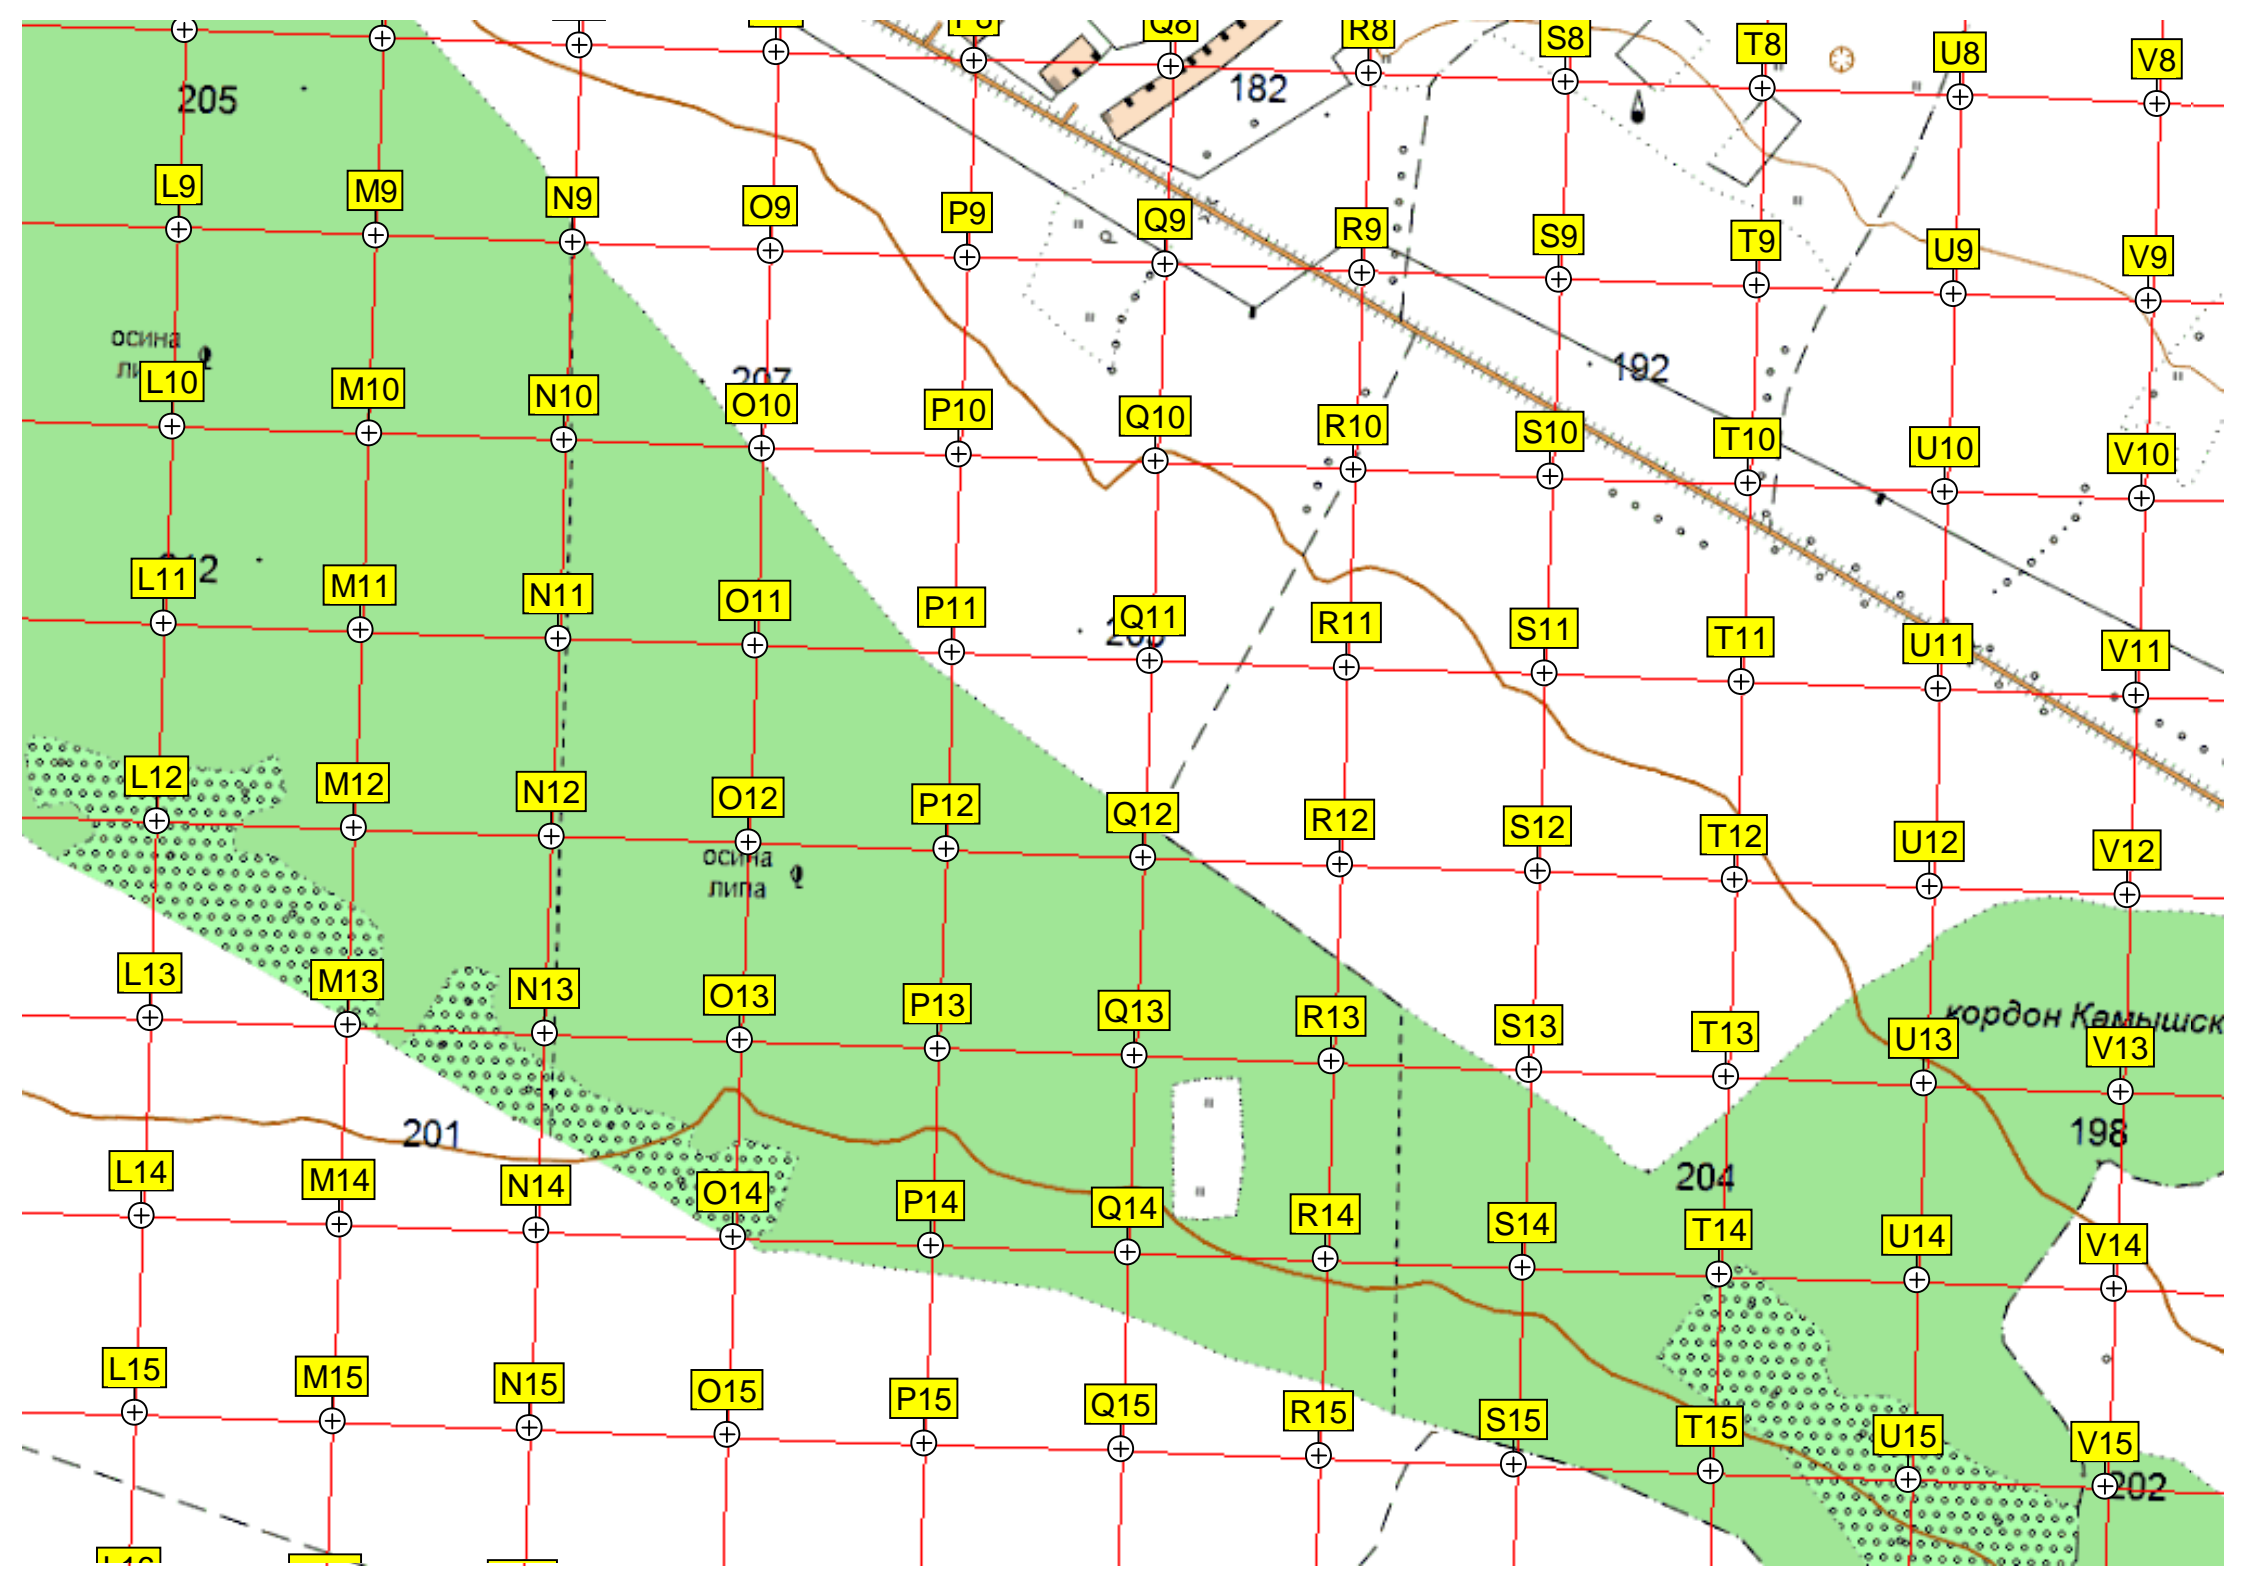 P8 Q8 R8 S8 T8 U8 V8
205
182
L9 M9 N9 O9 P9 Q9 R9 S9 T9 U9 V9
осина
207
192
L10 M10 N10 O10 P10 Q10 R10 S10 T10 U10 V10
L11 M11 N11 O11 P11 Q11 R11 S11 T11 U11 V11
L12 M12 N12 O12 P12 Q12 R12 S12 T12 U12 V12
осина
липа
L13 M13 N13 O13 P13 Q13 R13 S13 T13 U13 V13
кордон Камышск
201
198
204
L14 M14 N14 O14 P14 Q14 R14 S14 T14 U14 V14
L15 M15 N15 O15 P15 Q15 R15 S15 T15 U15 V15
202
L16